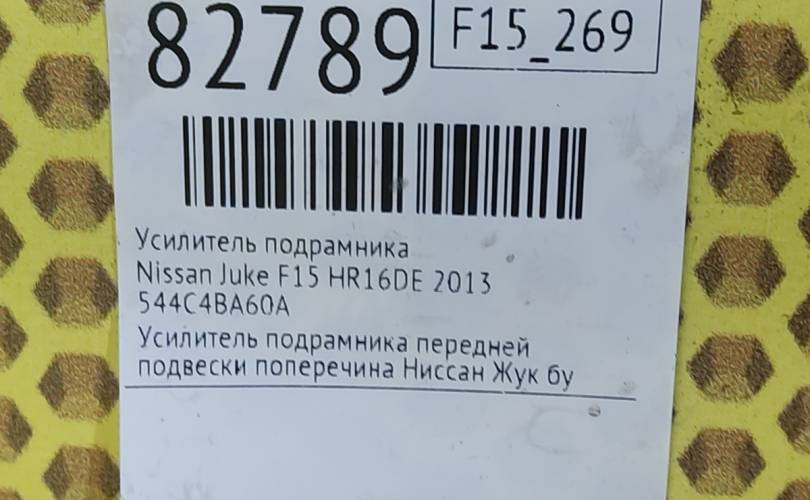 82789
F15_269
Усилитель подрамника
Nissan Juke F15 HR16DE 2013
544C4BA60A
Усилитель подрамника передней
подвески поперечина Ниссан Жук бу